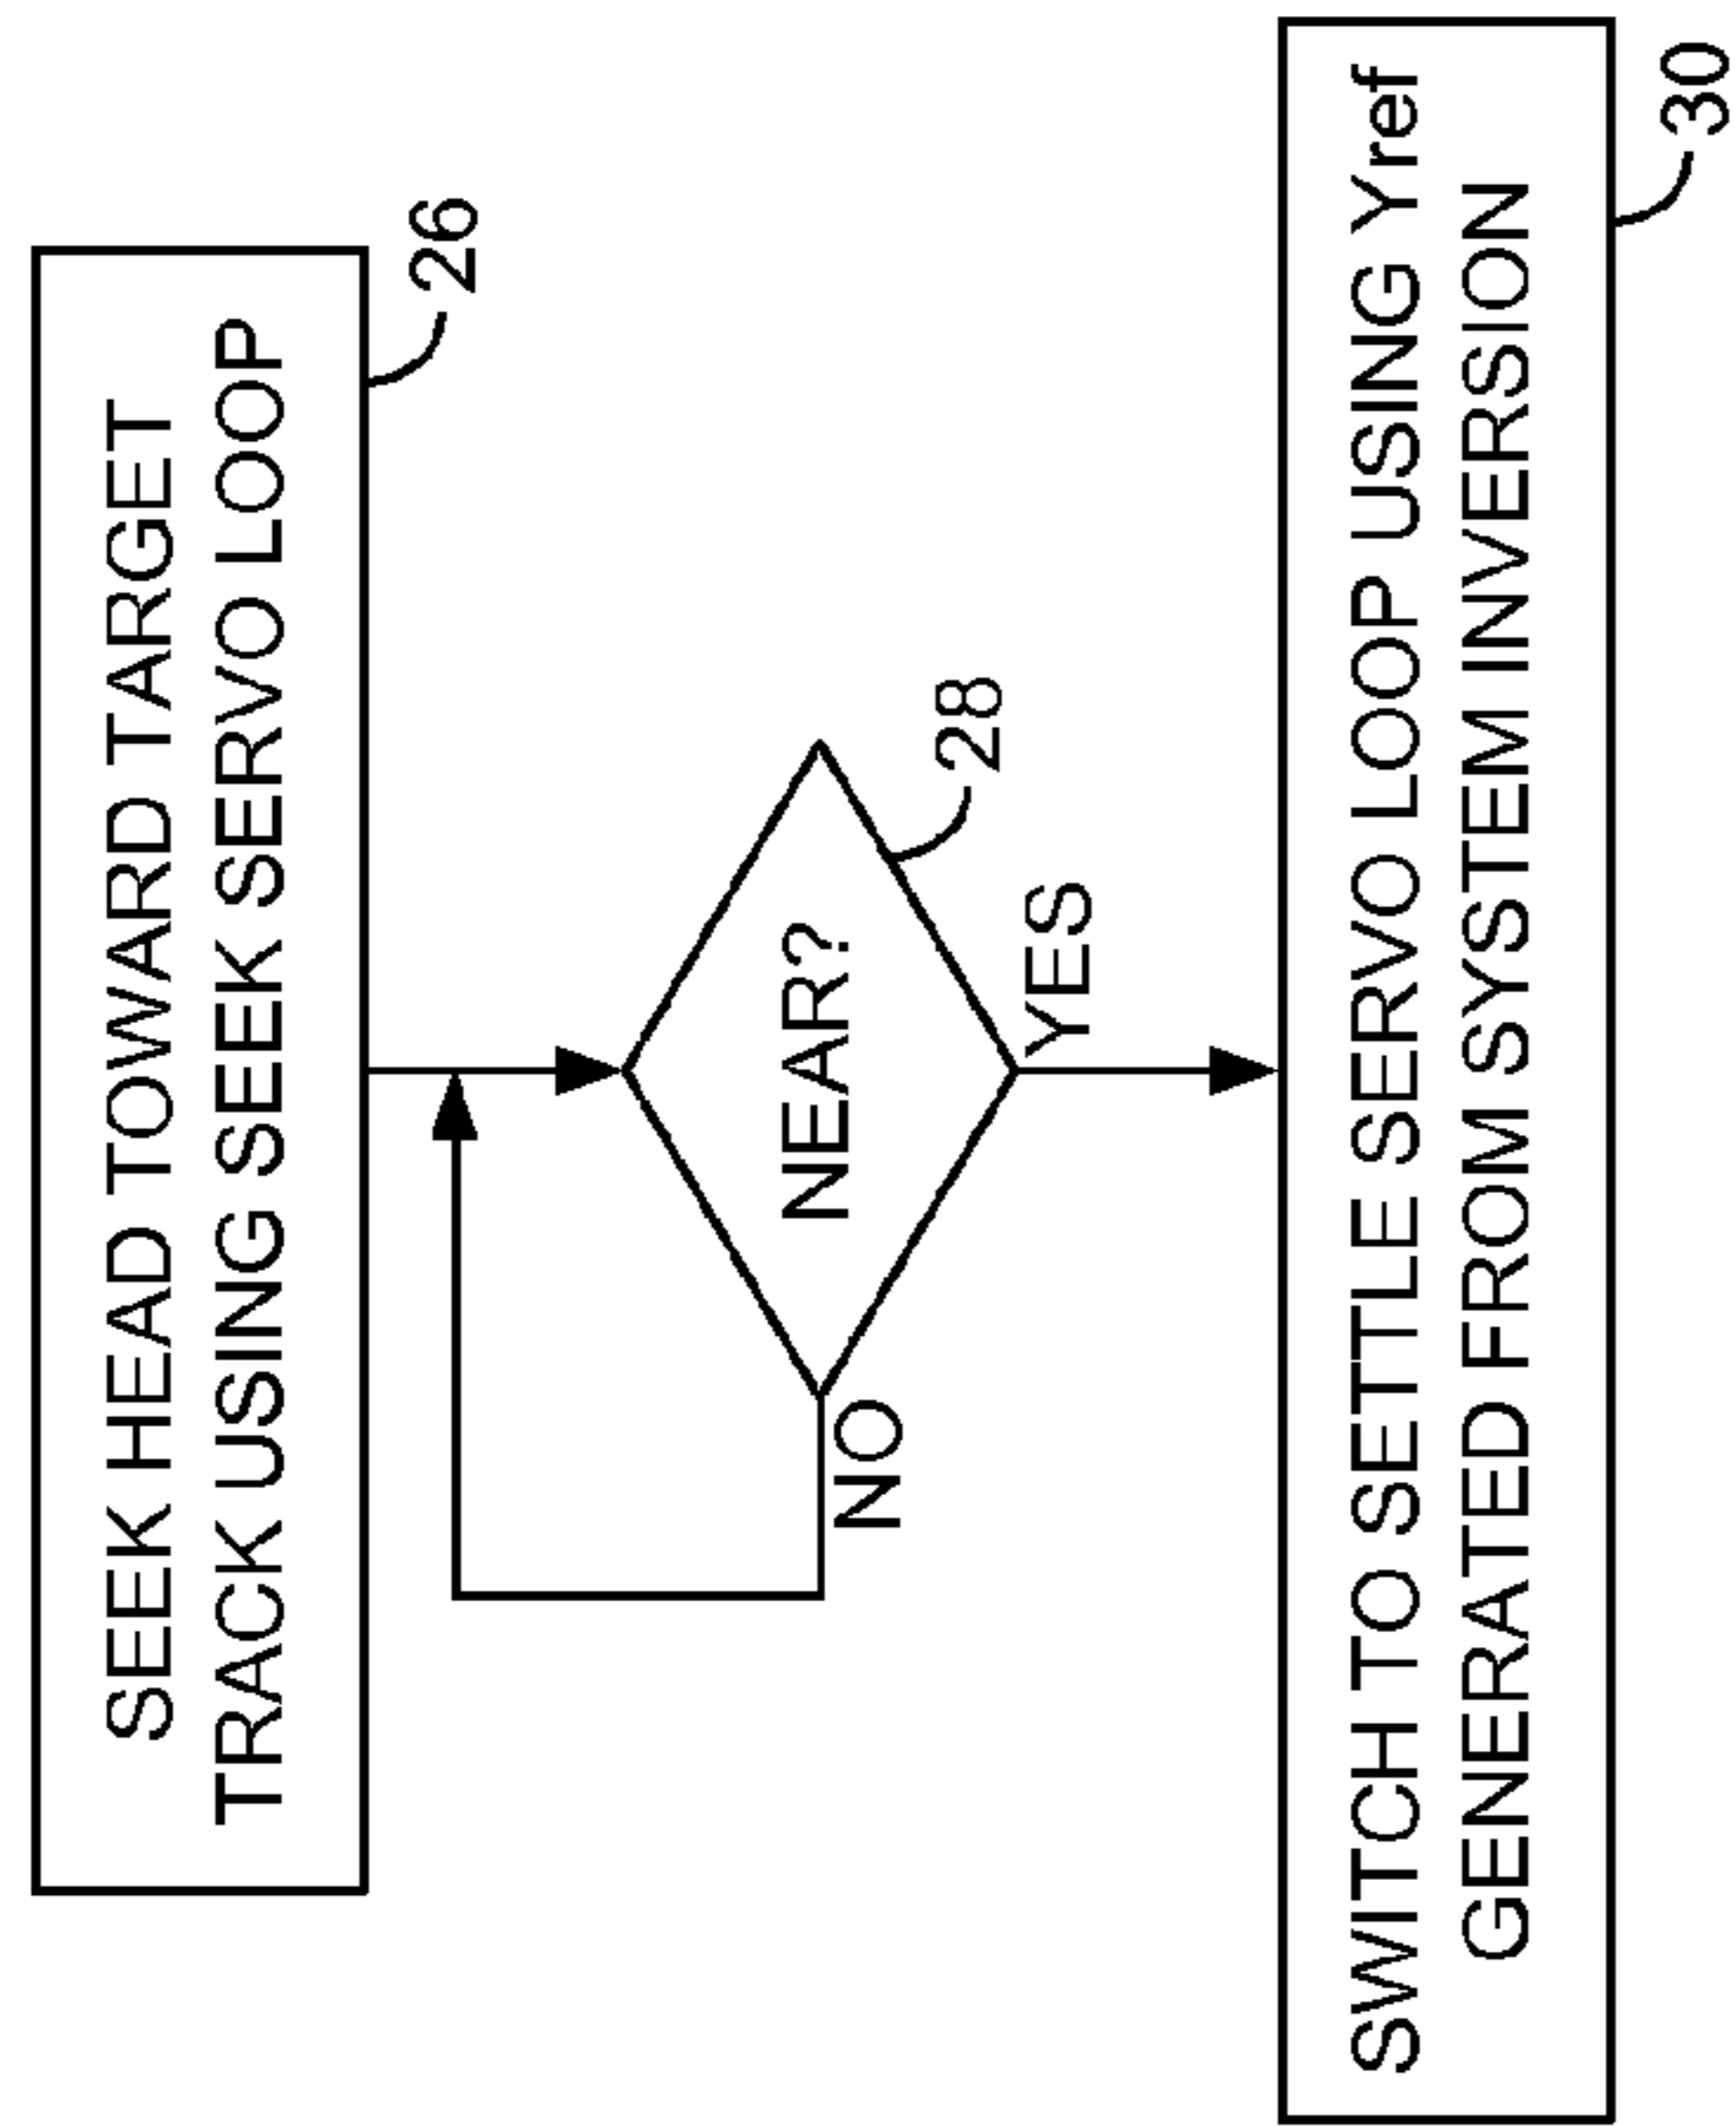 SEEK HEAD TOWARD TARGET
TRACK USING SEEK SERVO LOOP
26
NEAR?
28
NO
YES
SWITCH TO SETTLE SERVO LOOP USING Yref
GENERATED FROM SYSTEM INVERSION
30